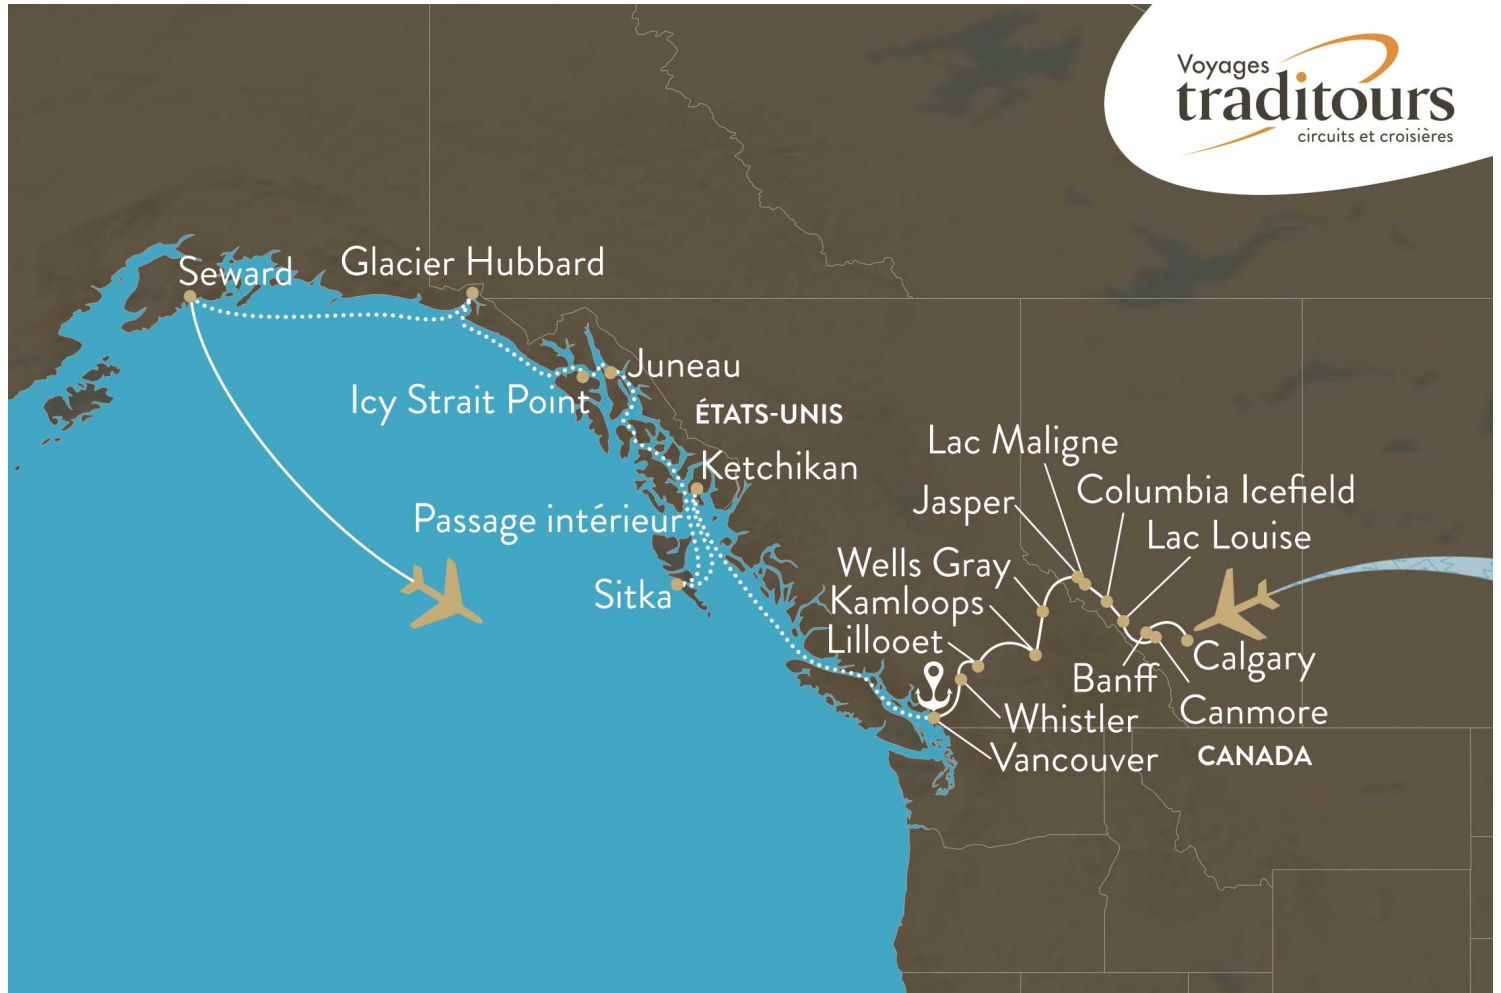 Voyages
traditours
circuits et croisières
Glacier Hubbard
Seward
Juneau
Icy Strait Point
ÉTATS-UNIS
Lac Maligne
Ketchikan
Columbia Icefield
Jasper
Passage intérieur
Lac Louise
Wells Gray
Sitka
Kamloops
Lillooet
Calgary
Banff
Canmore
Whistler
Vancouver
CANADA